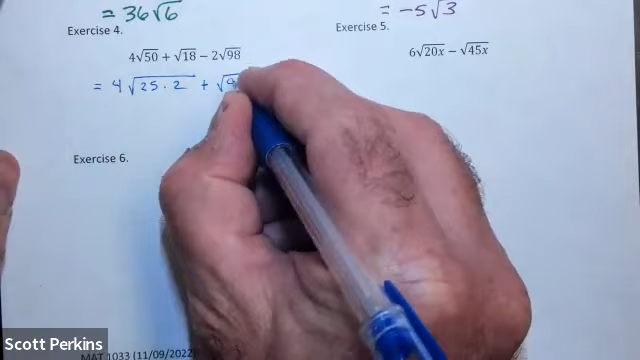 = 36√6
= -5√3
Exercise 4.
Exercise 5.
4√50 + √18 − 2√98
6√20x − √45x
= 4√25·2 + √9
Exercise 6.
Scott Perkins
MAT 1033 (11/09/2022